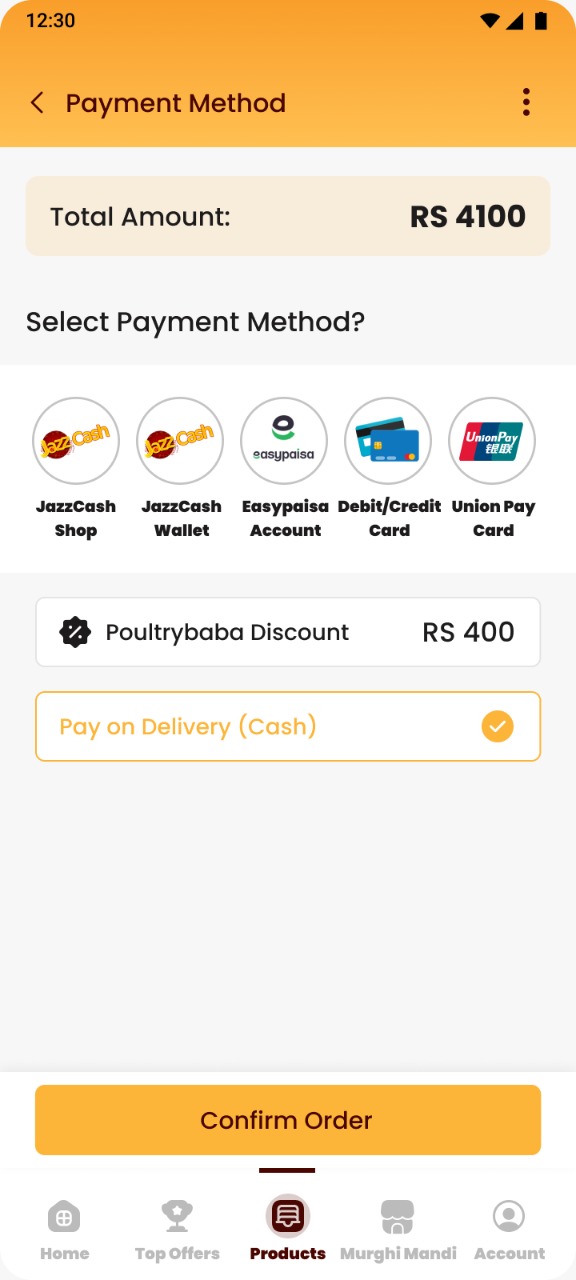 12:30
Payment Method
Total Amount: RS 4100
Select Payment Method?
JazzCash JazzCash easypaisa UnionPay
银联
JazzCash JazzCash Easypaisa Debit/Credit Union Pay
Shop Wallet Account Card Card
Poultrybaba Discount RS 400
Pay on Delivery (Cash)
Confirm Order
Home Top Offers Products Murghi Mandi Account